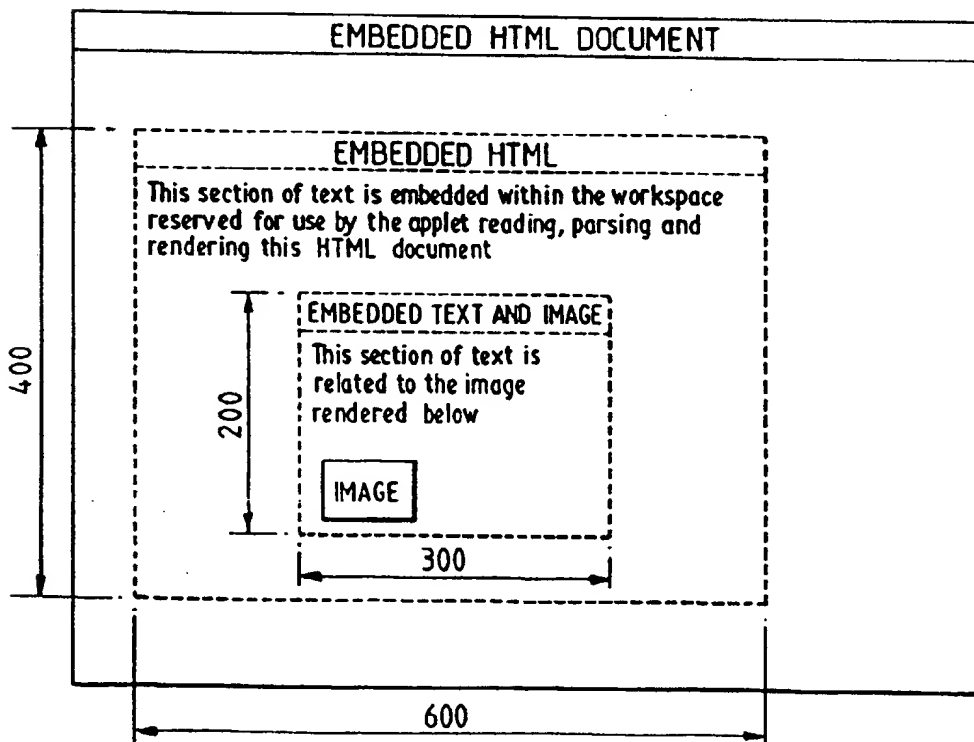 EMBEDDED HTML DOCUMENT
EMBEDDED HTML
This section of text is embedded within the workspace
reserved for use by the applet reading, parsing and
rendering this HTML document
EMBEDDED TEXT AND IMAGE
This section of text is
related to the image
rendered below
IMAGE
400
200
300
600